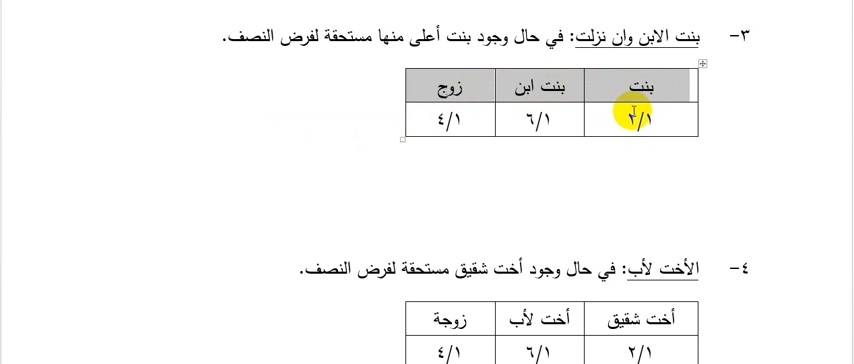 ٣- بنت الابن وان نزلت: في حال وجود بنت أعلى منها مستحقة لفرض النصف.
بنت بنت ابن زوج
٢/١ ٦/١ ٤/١
٤- الأخت لأب: في حال وجود أخت شقيق مستحقة لفرض النصف.
أخت شقيق أخت لأب زوجة
٢/١ ٦/١ ٤/١